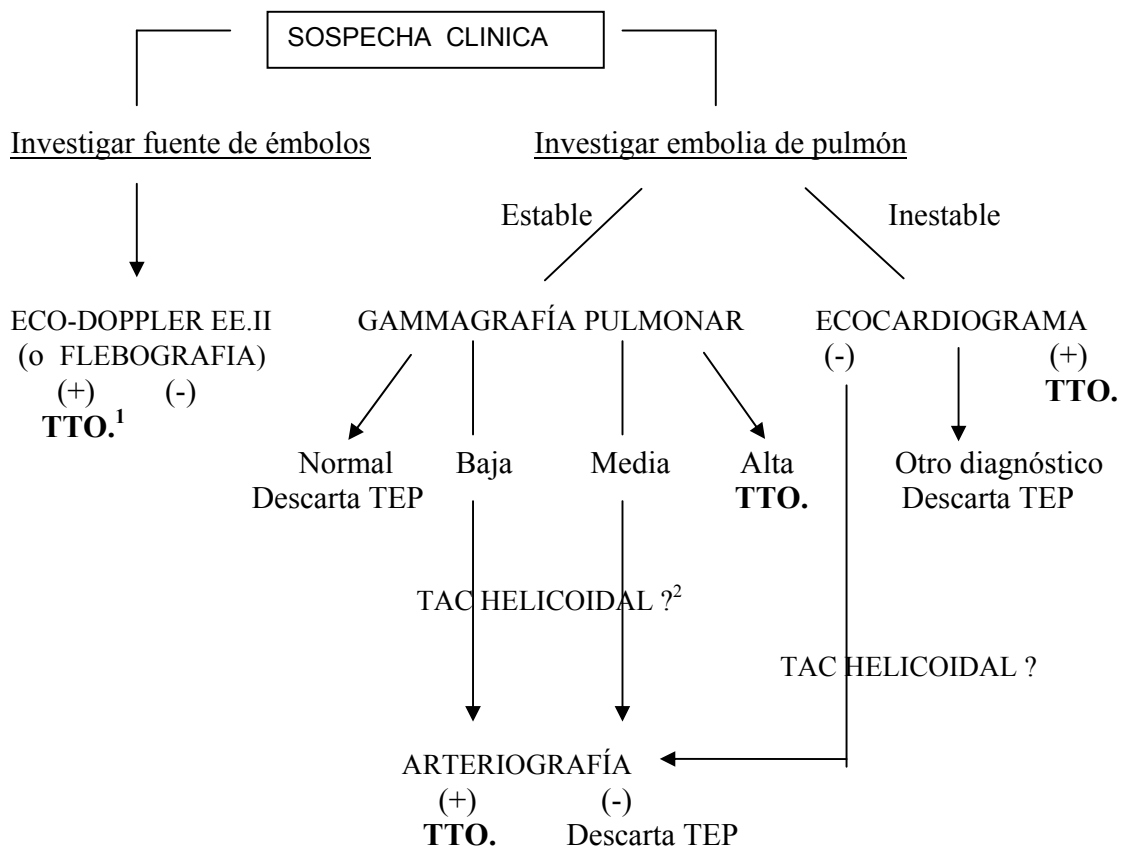 SOSPECHA CLINICA
Investigar fuente de émbolos
Investigar embolia de pulmón
Estable
Inestable
ECO-DOPPLER EE.II
(o FLEBOGRAFIA)
(+) (-)
TTO.¹
GAMMAGRAFÍA PULMONAR
ECOCARDIOGRAMA
(-) (+)
TTO.
Normal
Descarta TEP
Baja
Media
Alta
TTO.
Otro diagnóstico
Descarta TEP
TAC HELICOIDAL ?²
TAC HELICOIDAL ?
ARTERIOGRAFÍA
(+) (-)
TTO. Descarta TEP